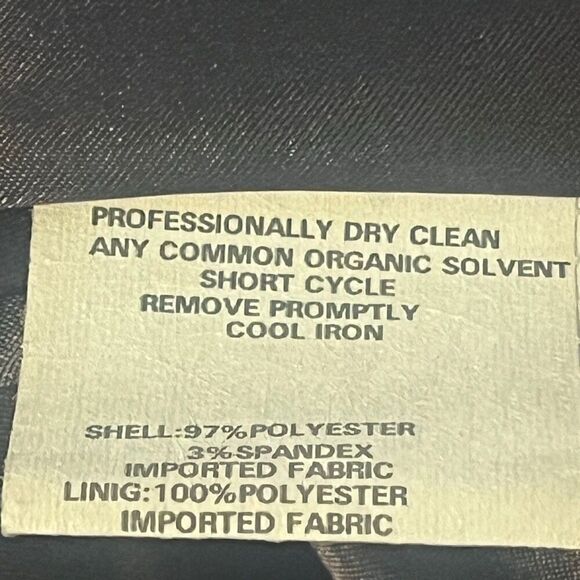 PROFESSIONALLY DRY CLEAN
ANY COMMON ORGANIC SOLVENT
SHORT CYCLE
REMOVE PROMPTLY
COOL IRON
SHELL:97%POLYESTER
3%SPANDEX
IMPORTED FABRIC
LINIG:100%POLYESTER
IMPORTED FABRIC